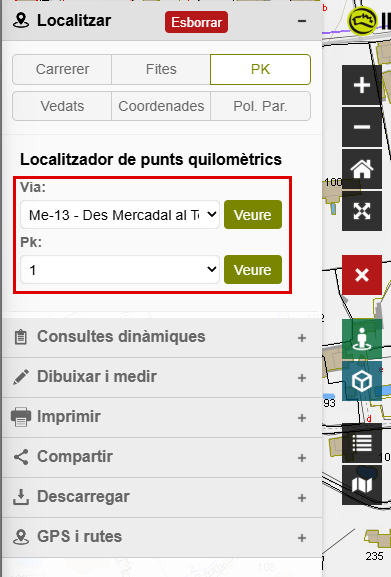 Localitzar
Esborrar
−
Carrerer
Fites
PK
Vedats
Coordenades
Pol. Par.
Localitzador de punts quilomètrics
Via:
Me-13 - Des Mercadal al
Veure
Pk:
1
Veure
Consultes dinàmiques +
Dibuixar i medir +
Imprimir +
Compartir +
Descarregar +
GPS i rutes +
100
93
d
235